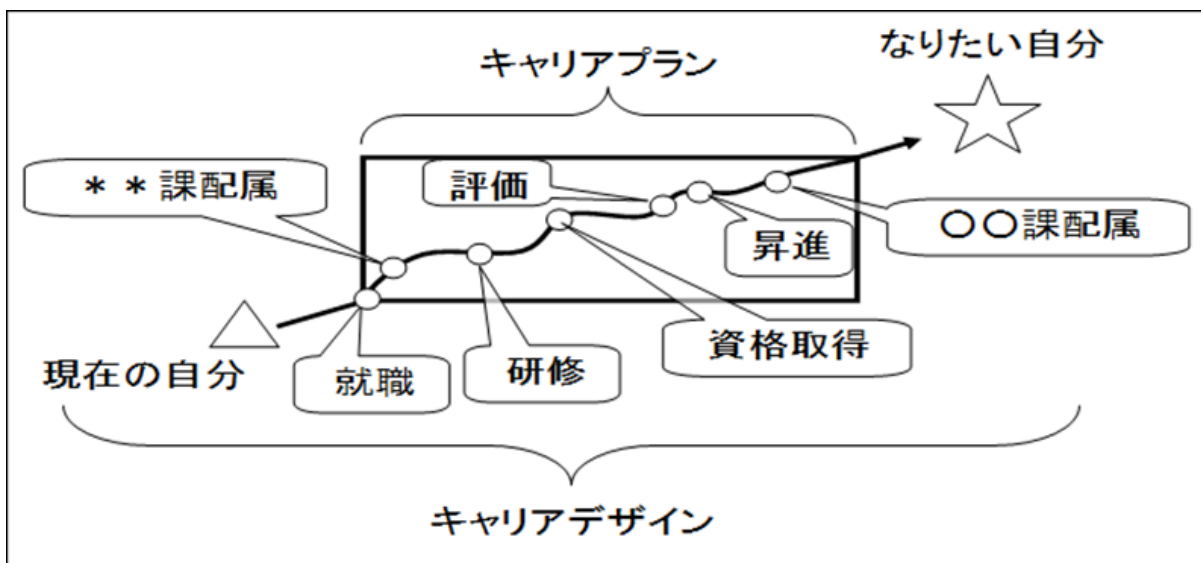 なりたい自分
キャリアプラン
＊＊課配属
評価
〇〇課配属
昇進
資格取得
研修
就職
現在の自分
キャリアデザイン